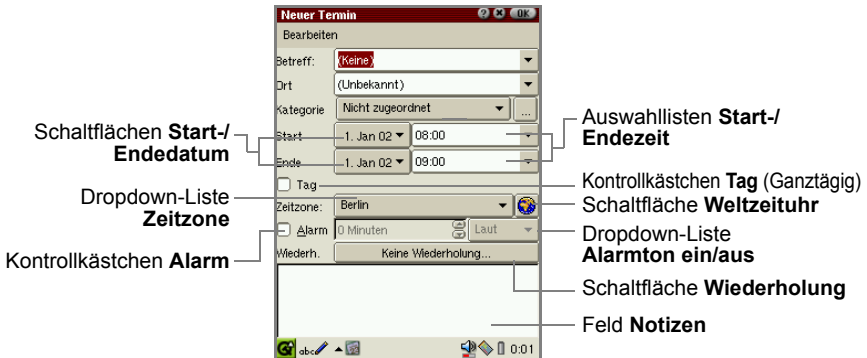 Neuer Termin ? X OK
Bearbeiten
Betreff: (Keine)
Ort (Unbekannt)
Kategorie Nicht zugeordnet ...
Start 1. Jan 02 08:00
Ende 1. Jan 02 09:00
Tag
Zeitzone: Berlin
Alarm 0 Minuten Laut
Wiederh. Keine Wiederholung...
abc 0:01
Schaltflächen Start-/
Endedatum
Dropdown-Liste
Zeitzone
Kontrollkästchen Alarm
Auswahllisten Start-/
Endezeit
Kontrollkästchen Tag (Ganztägig)
Schaltfläche Weltzeituhr
Dropdown-Liste
Alarmton ein/aus
Schaltfläche Wiederholung
Feld Notizen